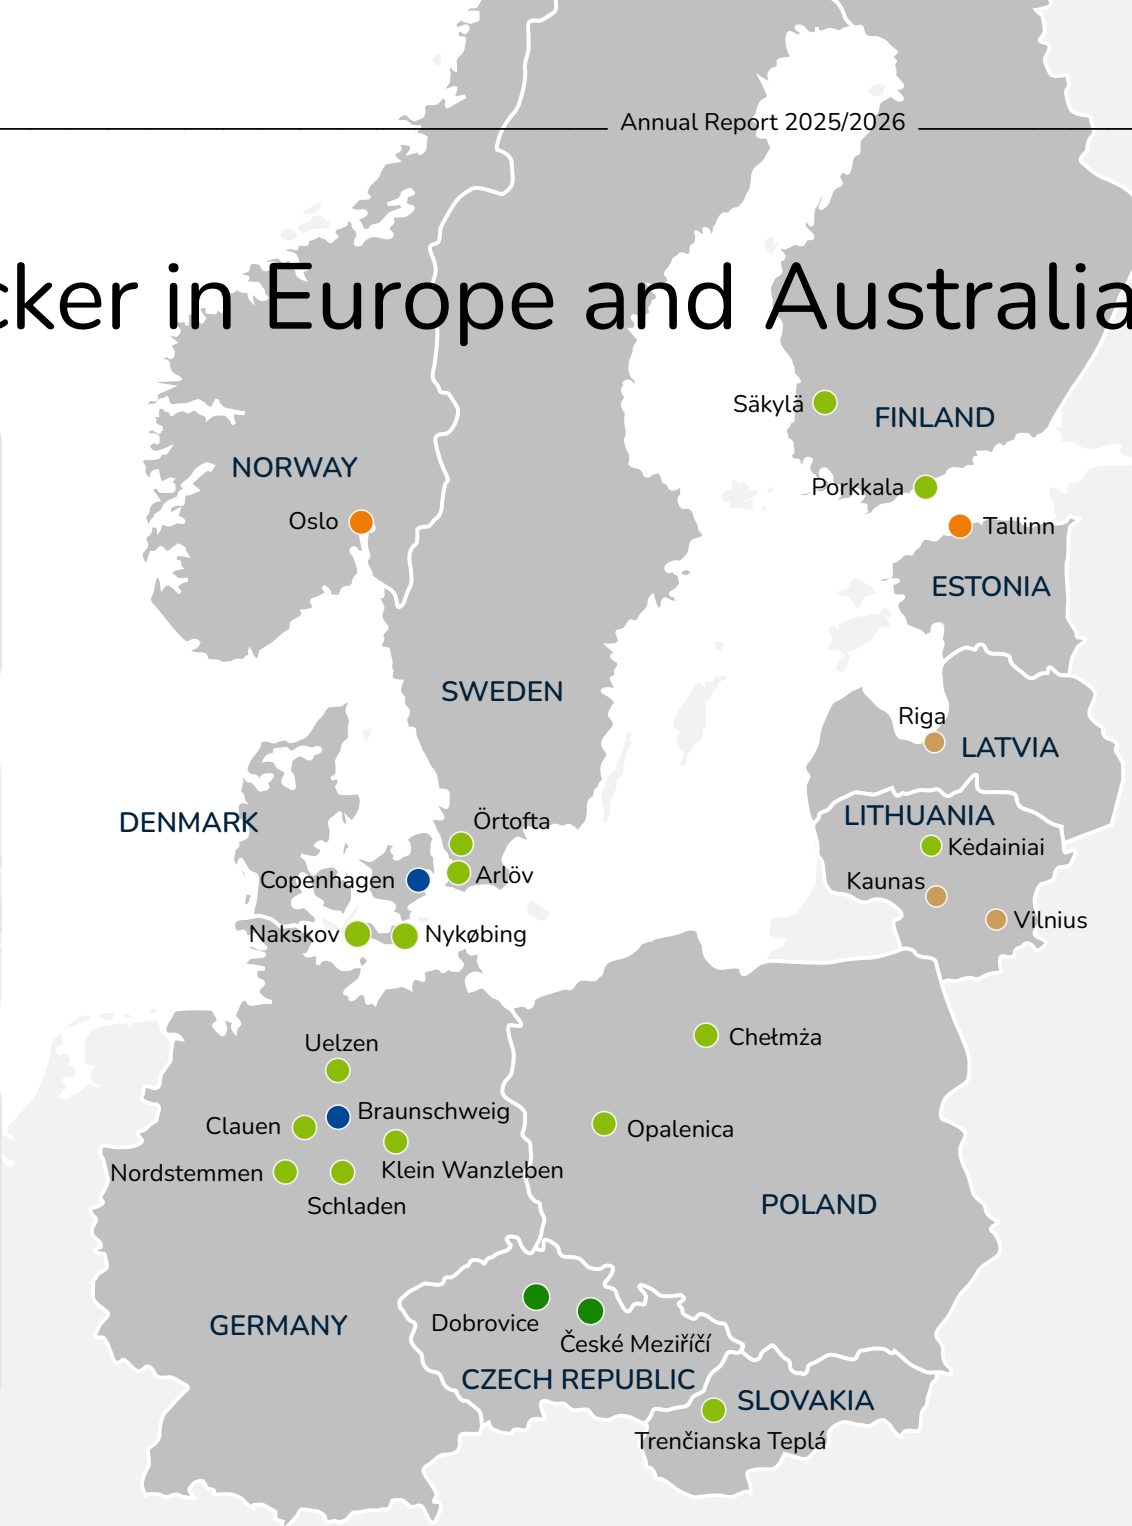 Annual Report 2025/2026
cker in Europe and Australia
Säkylä
FINLAND
NORWAY
Porkkala
Oslo
Tallinn
ESTONIA
SWEDEN
Riga
LATVIA
LITHUANIA
DENMARK
Örtofta
Kėdainiai
Arlöv
Copenhagen
Kaunas
Vilnius
Nakskov
Nykøbing
Chełmża
Uelzen
Braunschweig
Clauen
Opalenica
Klein Wanzleben
Nordstemmen
Schladen
POLAND
Dobrovice
GERMANY
České Meziříčí
CZECH REPUBLIC
SLOVAKIA
Trenčianska Teplá